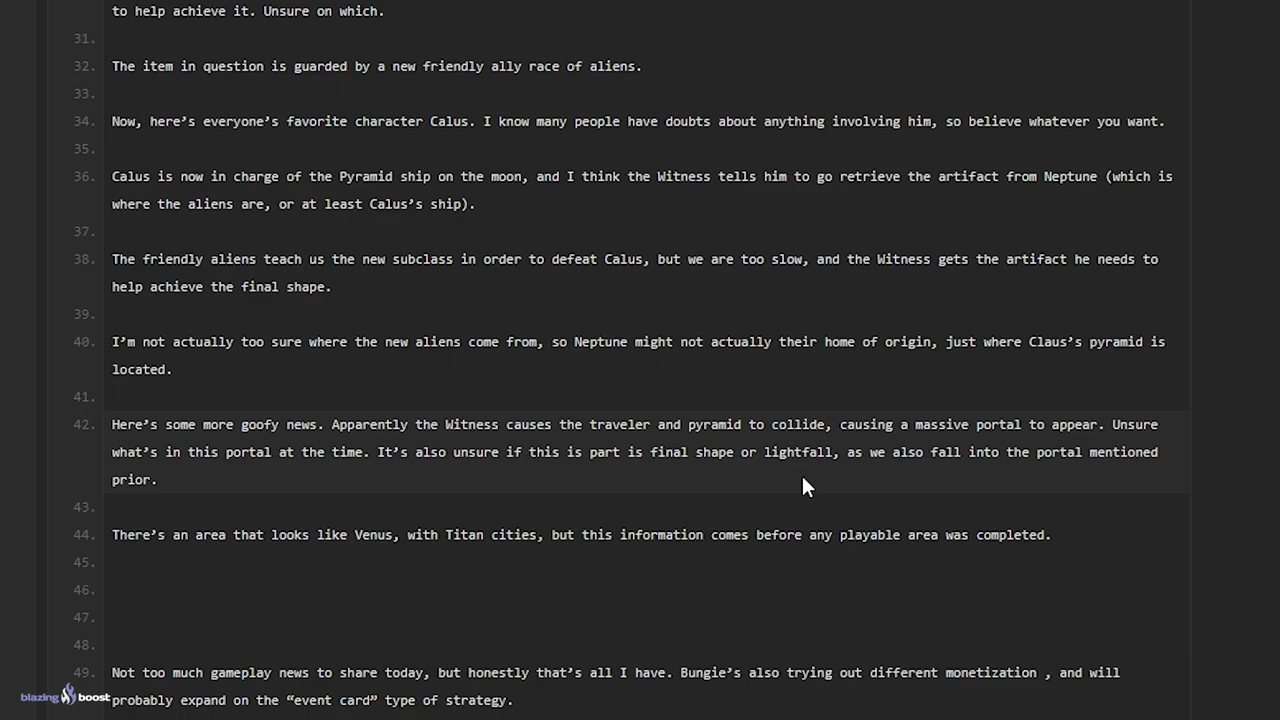 to help achieve it. Unsure on which.
31.
32. The item in question is guarded by a new friendly ally race of aliens.
33.
34. Now, here’s everyone’s favorite character Calus. I know many people have doubts about anything involving him, so believe whatever you want.
35.
36. Calus is now in charge of the Pyramid ship on the moon, and I think the Witness tells him to go retrieve the artifact from Neptune (which is
where the aliens are, or at least Calus’s ship).
37.
38. The friendly aliens teach us the new subclass in order to defeat Calus, but we are too slow, and the Witness gets the artifact he needs to
help achieve the final shape.
39.
40. I’m not actually too sure where the new aliens come from, so Neptune might not actually their home of origin, just where Claus’s pyramid is
located.
41.
42. Here’s some more goofy news. Apparently the Witness causes the traveler and pyramid to collide, causing a massive portal to appear. Unsure
what’s in this portal at the time. It’s also unsure if this is part is final shape or lightfall, as we also fall into the portal mentioned
prior.
43.
44. There’s an area that looks like Venus, with Titan cities, but this information comes before any playable area was completed.
45.
46.
47.
48.
49. Not too much gameplay news to share today, but honestly that’s all I have. Bungie’s also trying out different monetization , and will
probably expand on the “event card” type of strategy.
blazing boost